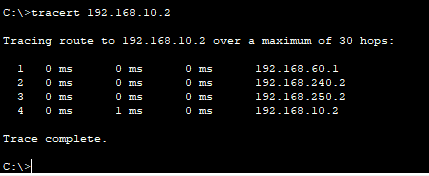 C:\>tracert 192.168.10.2
Tracing route to 192.168.10.2 over a maximum of 30 hops:
1 0 ms 0 ms 0 ms 192.168.60.1
2 0 ms 0 ms 0 ms 192.168.240.2
3 0 ms 0 ms 0 ms 192.168.250.2
4 0 ms 1 ms 0 ms 192.168.10.2
Trace complete.
C:\>